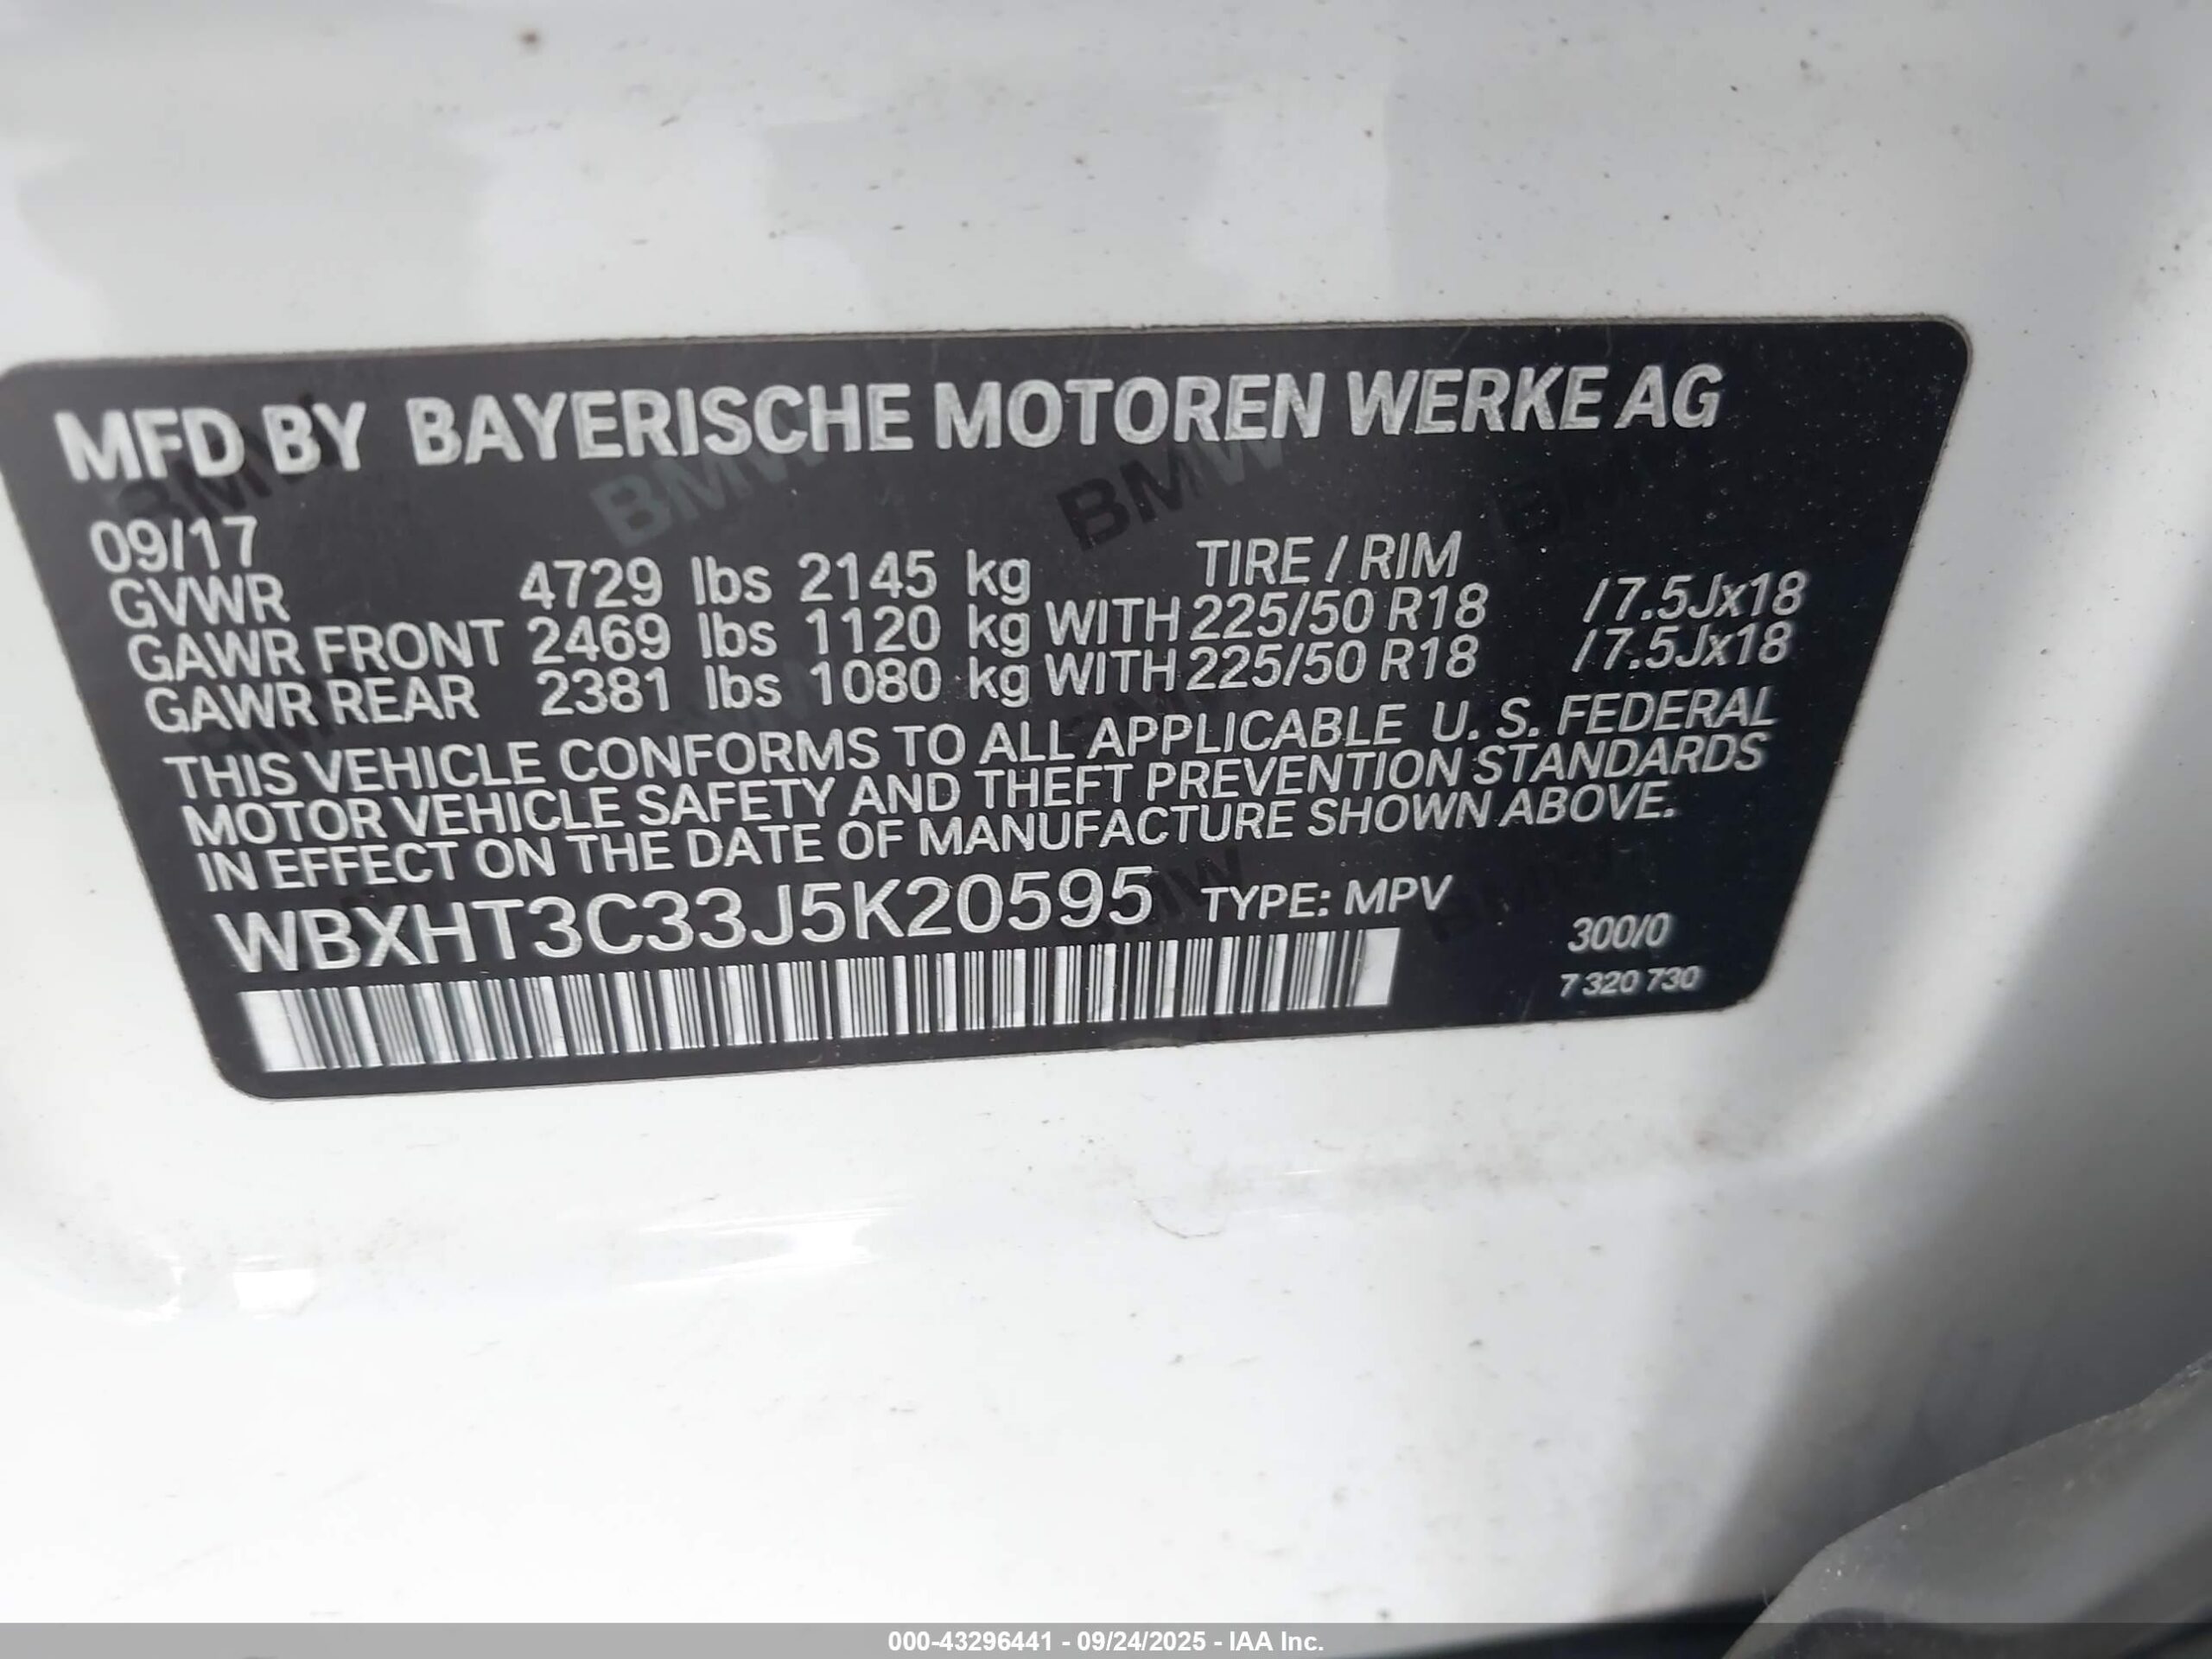 MFD BY BAYERISCHE MOTOREN WERKE AG
09/17
GVWR 4729 lbs 2145 kg TIRE / RIM
GAWR FRONT 2469 lbs 1120 kg WITH 225/50 R18 /7.5Jx18
GAWR REAR 2381 lbs 1080 kg WITH 225/50 R18 /7.5Jx18
THIS VEHICLE CONFORMS TO ALL APPLICABLE U. S. FEDERAL
MOTOR VEHICLE SAFETY AND THEFT PREVENTION STANDARDS
IN EFFECT ON THE DATE OF MANUFACTURE SHOWN ABOVE.
WBXHT3C33J5K20595 TYPE: MPV
300/0
7 320 730
000-43296441 - 09/24/2025 - IAA Inc.